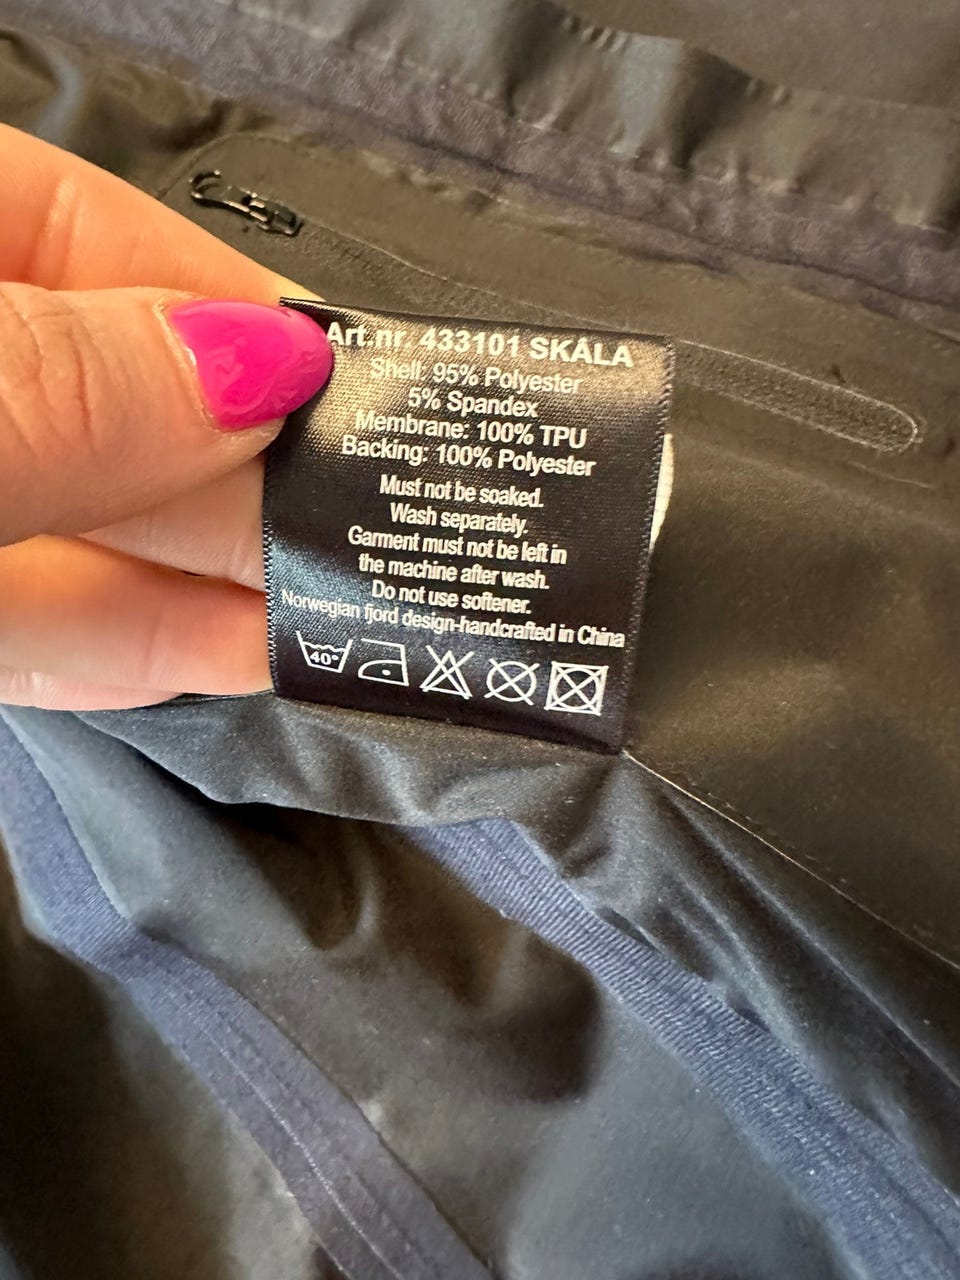 Art.nr. 433101 SKÅLA
Shell: 95% Polyester
5% Spandex
Membrane: 100% TPU
Backing: 100% Polyester
Must not be soaked.
Wash separately.
Garment must not be left in
the machine after wash.
Do not use softener.
Norwegian fjord design-handcrafted in China
40°